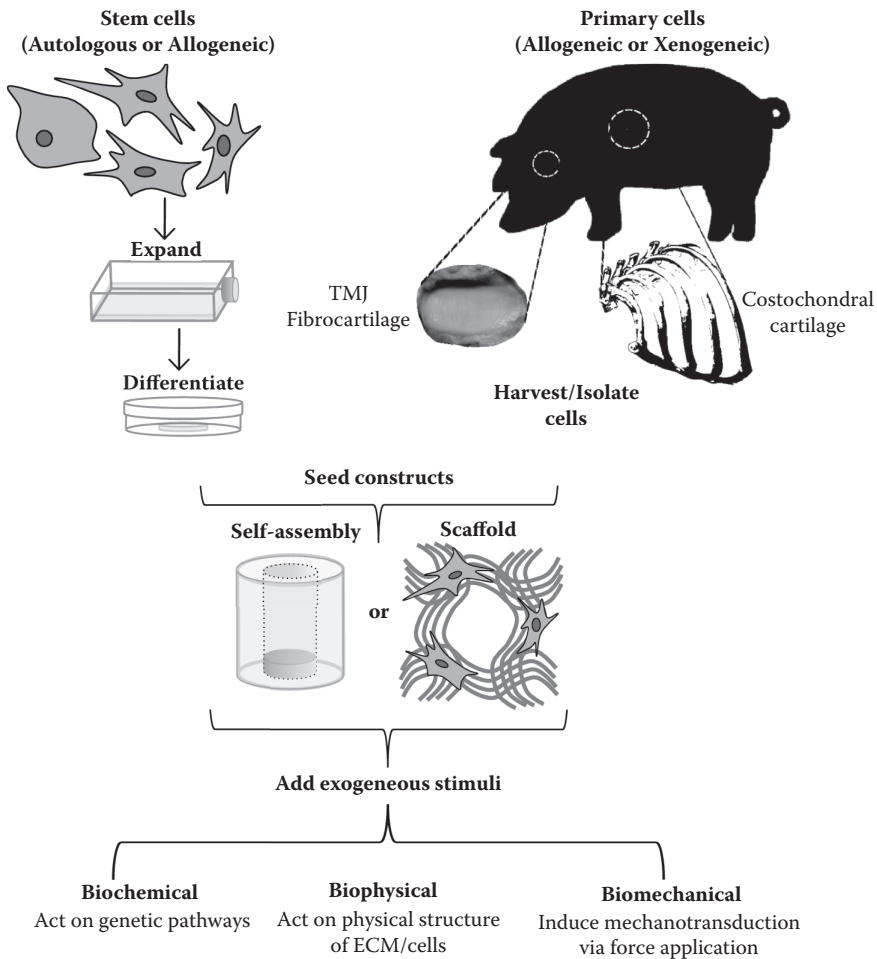 Stem cells
(Autologous or Allogeneic)
Primary cells
(Allogeneic or Xenogeneic)
Expand
Differentiate
TMJ
Fibrocartilage
Costochondral
cartilage
Harvest/Isolate
cells
Seed constructs
Self-assembly
or
Scaffold
Add exogeneous stimuli
Biochemical
Act on genetic pathways
Biophysical
Act on physical structure
of ECM/cells
Biomechanical
Induce mechanotransduction
via force application